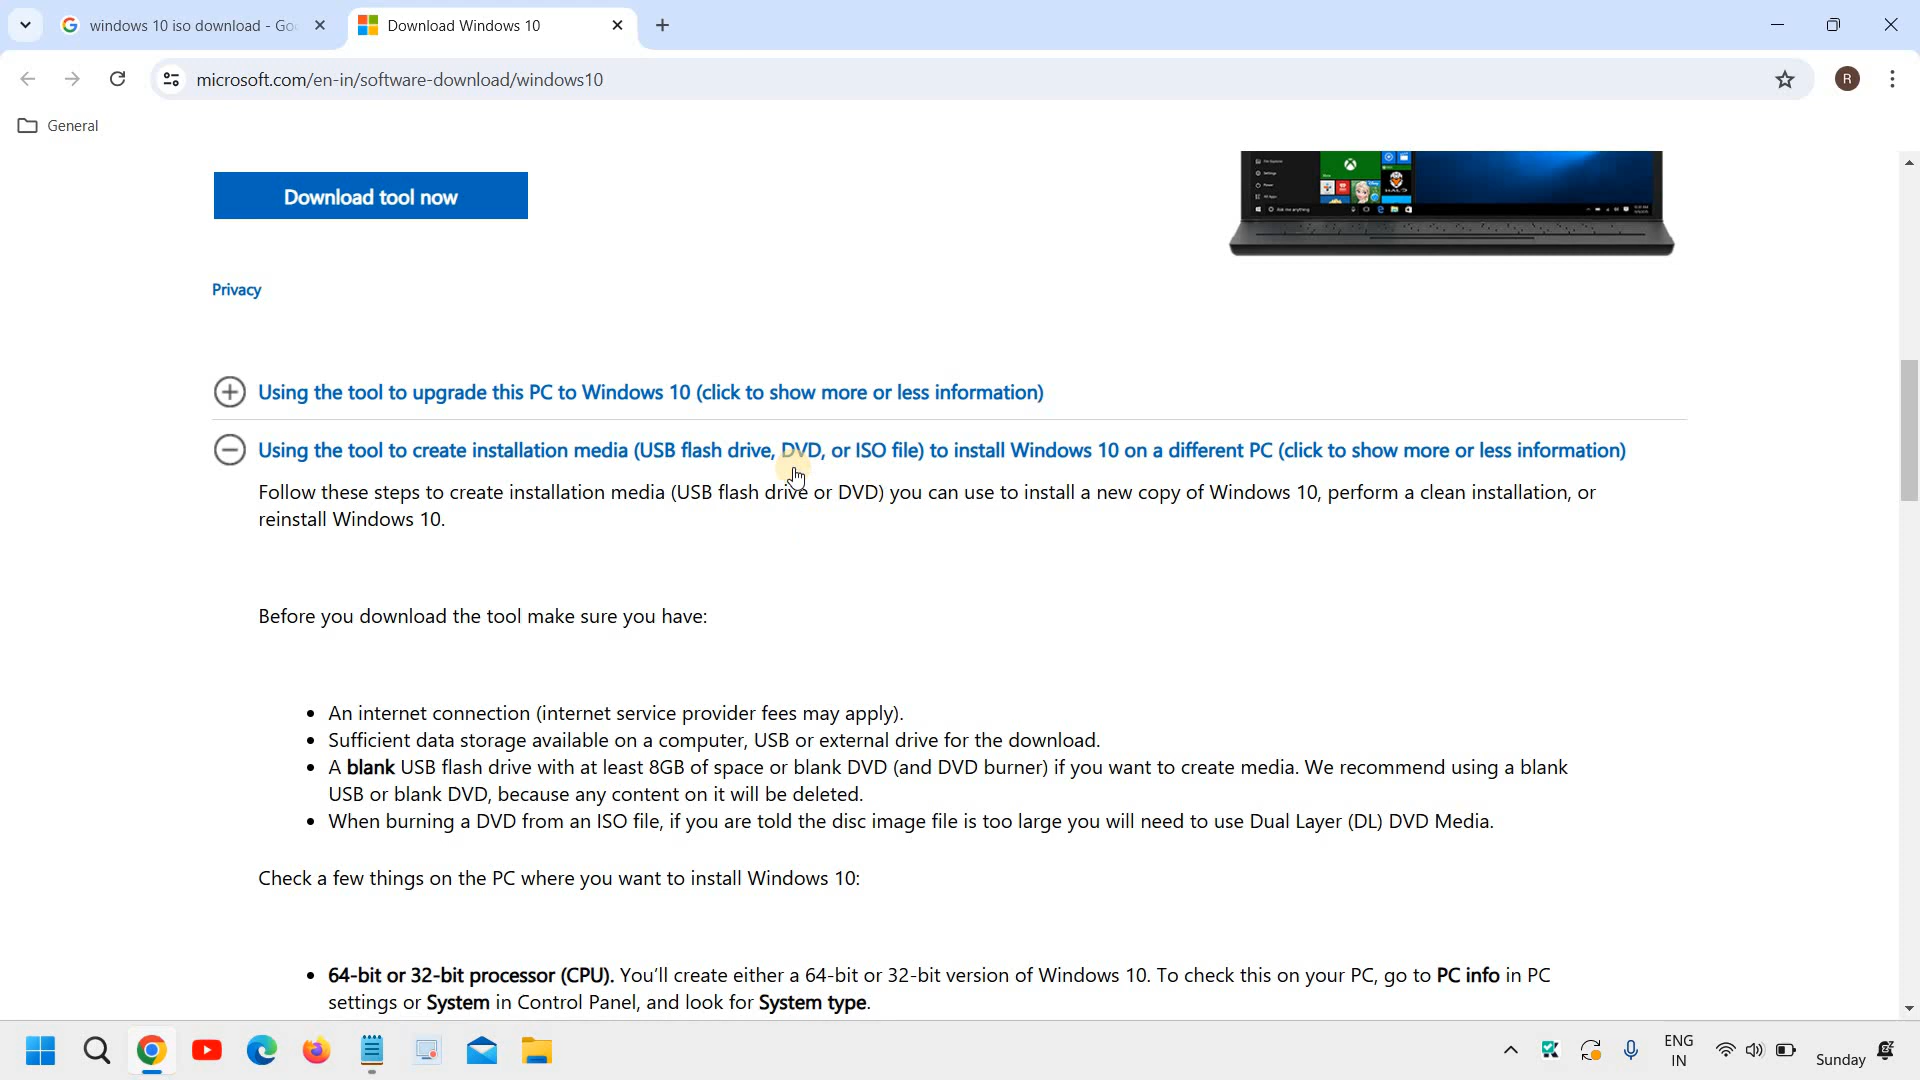 windows 10 iso download - Go
Download Windows 10
microsoft.com/en-in/software-download/windows10
R
General
Download tool now
Privacy
Using the tool to upgrade this PC to Windows 10 (click to show more or less information)
Using the tool to create installation media (USB flash drive, DVD, or ISO file) to install Windows 10 on a different PC (click to show more or less information)
Follow these steps to create installation media (USB flash drive or DVD) you can use to install a new copy of Windows 10, perform a clean installation, or
reinstall Windows 10.
Before you download the tool make sure you have:
• An internet connection (internet service provider fees may apply).
• Sufficient data storage available on a computer, USB or external drive for the download.
• A blank USB flash drive with at least 8GB of space or blank DVD (and DVD burner) if you want to create media. We recommend using a blank
USB or blank DVD, because any content on it will be deleted.
• When burning a DVD from an ISO file, if you are told the disc image file is too large you will need to use Dual Layer (DL) DVD Media.
Check a few things on the PC where you want to install Windows 10:
• 64-bit or 32-bit processor (CPU). You'll create either a 64-bit or 32-bit version of Windows 10. To check this on your PC, go to PC info in PC
settings or System in Control Panel, and look for System type.
ENG
IN
Sunday